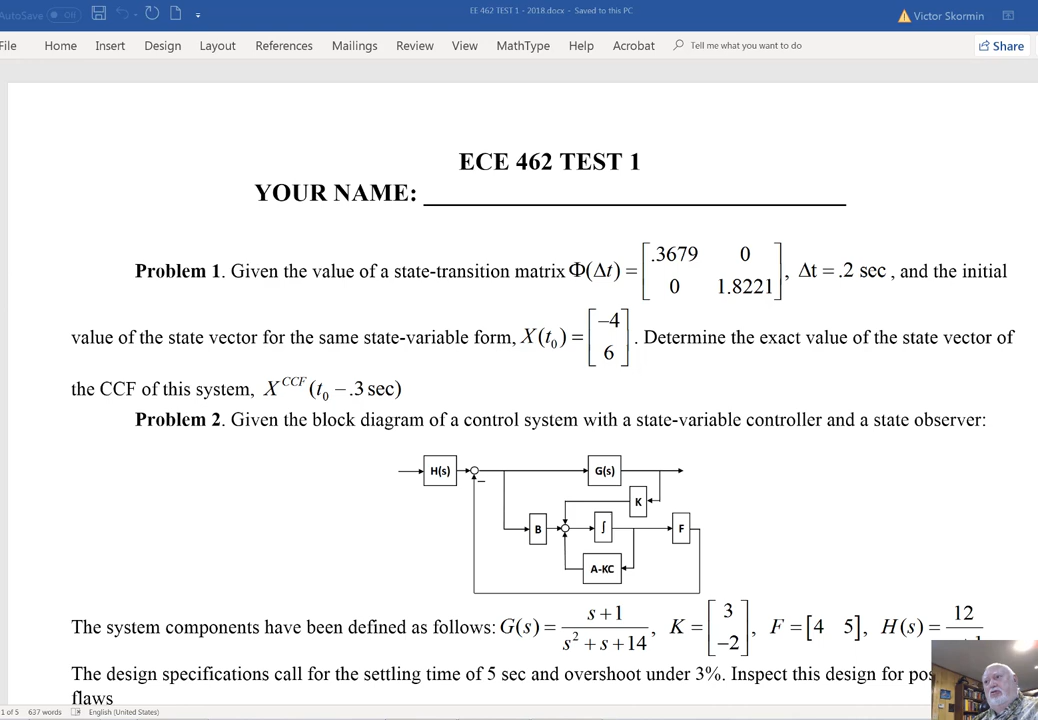 AutoSave Off EE 462 TEST 1 - 2018.docx - Saved to this PC Victor Skormin
File Home Insert Design Layout References Mailings Review View MathType Help Acrobat Tell me what you want to do Share
ECE 462 TEST 1
YOUR NAME:
Problem 1. Given the value of a state-transition matrix Φ(Δt) = [.3679 0; 0 1.8221], Δt = .2 sec, and the initial
value of the state vector for the same state-variable form, X(t₀) = [–4; 6]. Determine the exact value of the state vector of
the CCF of this system, X^CCF (t₀ – .3 sec)
Problem 2. Given the block diagram of a control system with a state-variable controller and a state observer:
H(s) – G(s)
K
B ∫ F
A-KC
The system components have been defined as follows: G(s) = (s + 1)/(s² + s + 14), K = [3; –2], F = [4 5], H(s) = 12
The design specifications call for the settling time of 5 sec and overshoot under 3%. Inspect this design for
flaws
1 of 5 637 words English (United States)